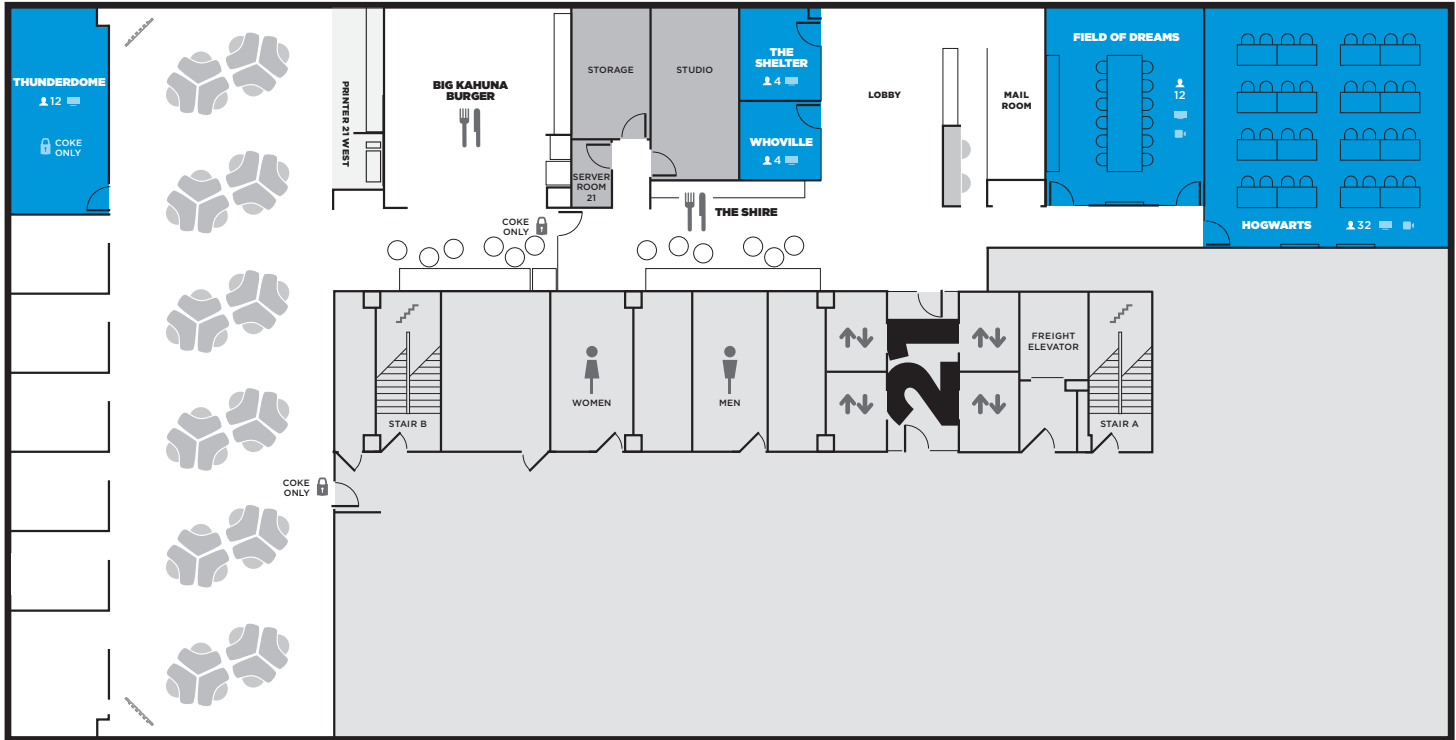 THUNDERDOME
12
COKE
ONLY
PRINTER 21 WEST
BIG KAHUNA
BURGER
STORAGE
STUDIO
SERVER
ROOM
21
THE
SHELTER
4
WHOVILLE
4
LOBBY
MAIL
ROOM
FIELD OF DREAMS
12
HOGWARTS
32
COKE
ONLY
THE SHIRE
STAIR B
WOMEN
MEN
21
FREIGHT
ELEVATOR
STAIR A
COKE
ONLY